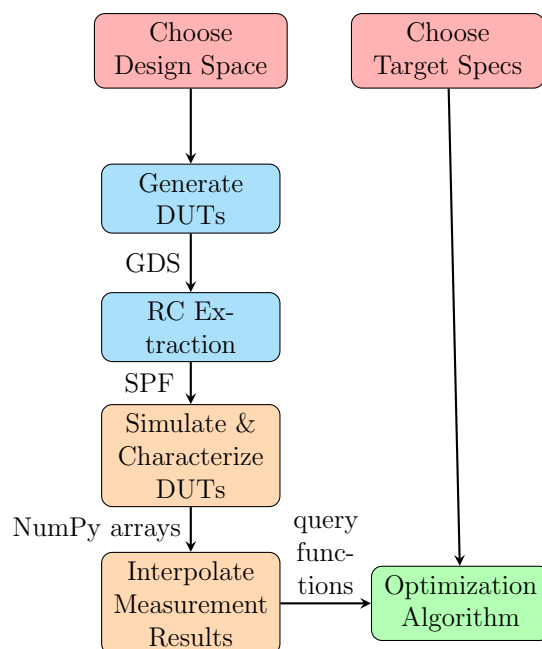 Choose
Design Space
Choose
Target Specs
Generate
DUTs
GDS
RC Ex-
traction
SPF
Simulate &
Characterize
DUTs
NumPy arrays
query
func-
tions
Interpolate
Measurement
Results
Optimization
Algorithm